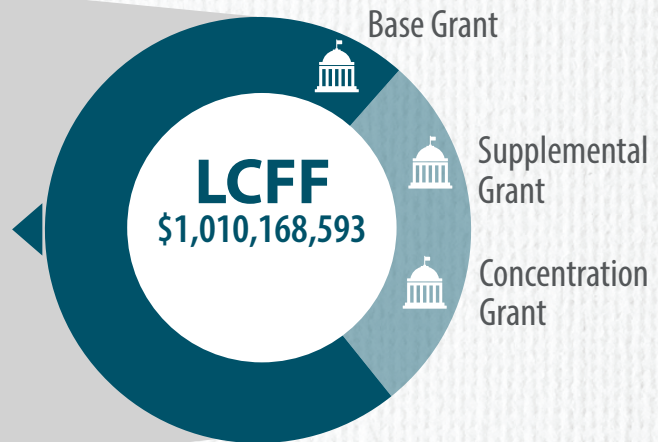 Base Grant
LCFF
$1,010,168,593
Supplemental
Grant
Concentration
Grant